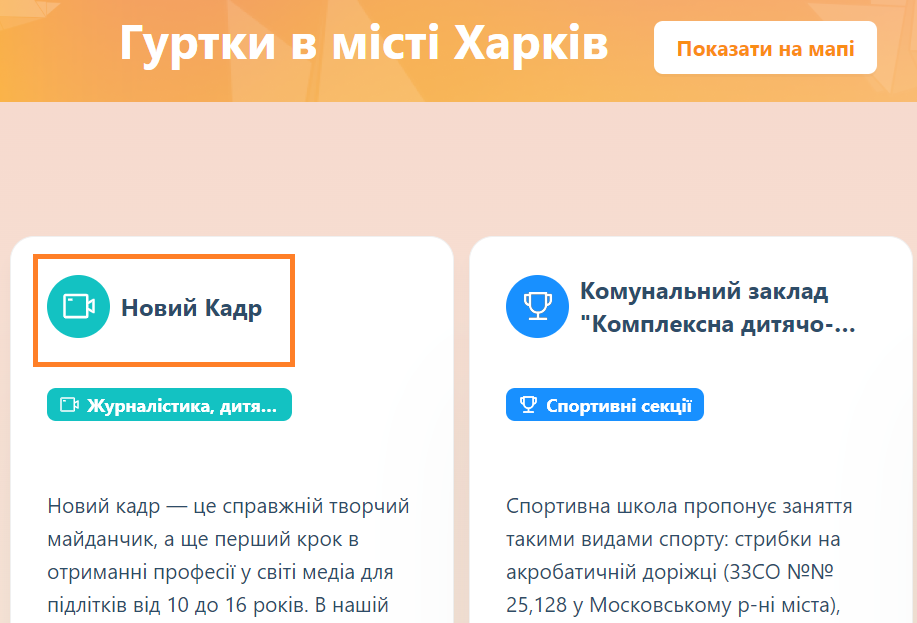 Гуртки в місті Харків
Показати на мапі
Новий Кадр
Журналістика, дитя...
Новий кадр — це справжній творчий
майданчик, а ще перший крок в
отриманні професії у світі медіа для
підлітків від 10 до 16 років. В нашій
Комунальний заклад
"Комплексна дитячо-...
Спортивні секції
Спортивна школа пропонує заняття
такими видами спорту: стрибки на
акробатичній доріжці (ЗЗСО №№
25,128 у Московському р-ні міста),